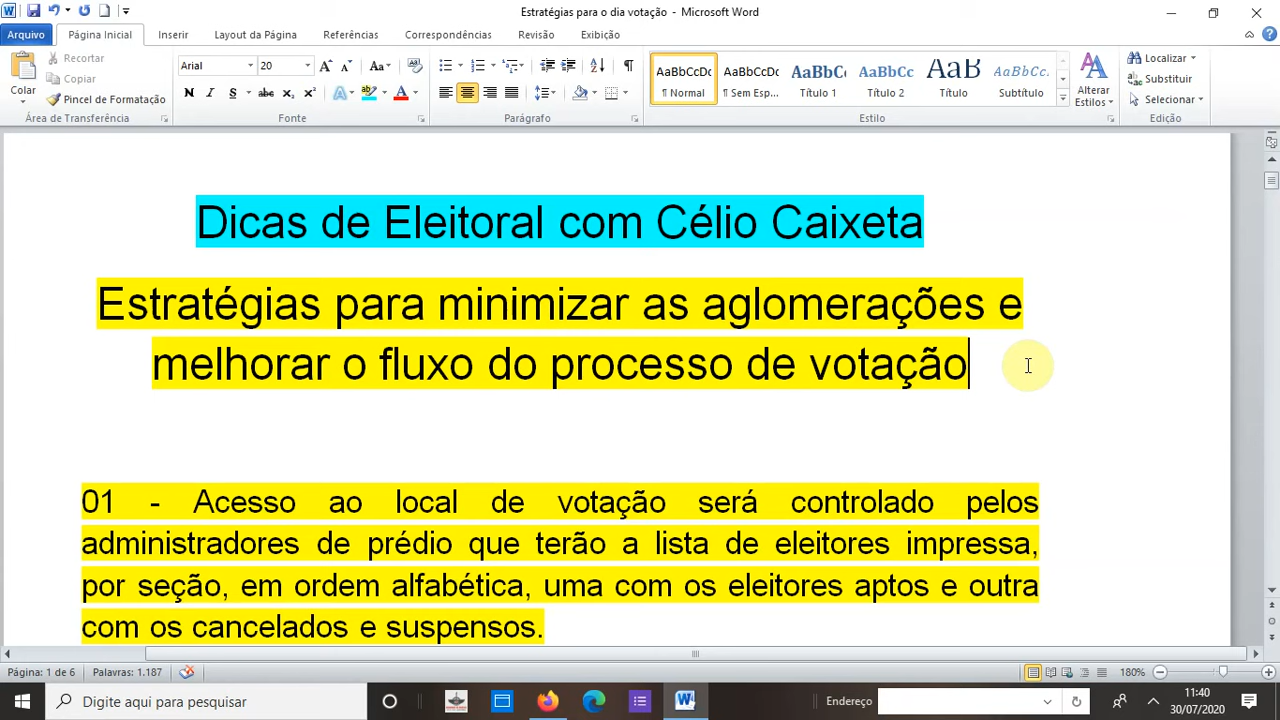 Estratégias para o dia votação - Microsoft Word
Arquivo Página Inicial Inserir Layout da Página Referências Correspondências Revisão Exibição
Recortar
Copiar
Pincel de Formatação
Colar
Área de Transferência
Arial 20
Fonte
Parágrafo
AaBbCcDc AaBbCcDc AaBbCc AaBbCc AaBb AaBbCc.
¶ Normal ¶ Sem Esp... Título 1 Título 2 Título Subtítulo
Alterar Estilos
Estilo
Localizar
Substituir
Selecionar
Edição
Dicas de Eleitoral com Célio Caixeta
Estratégias para minimizar as aglomerações e
melhorar o fluxo do processo de votação
01 - Acesso ao local de votação será controlado pelos
administradores de prédio que terão a lista de eleitores impressa,
por seção, em ordem alfabética, uma com os eleitores aptos e outra
com os cancelados e suspensos.
Página: 1 de 6 Palavras: 1.187 180%
Digite aqui para pesquisar
Endereço
11:40
30/07/2020